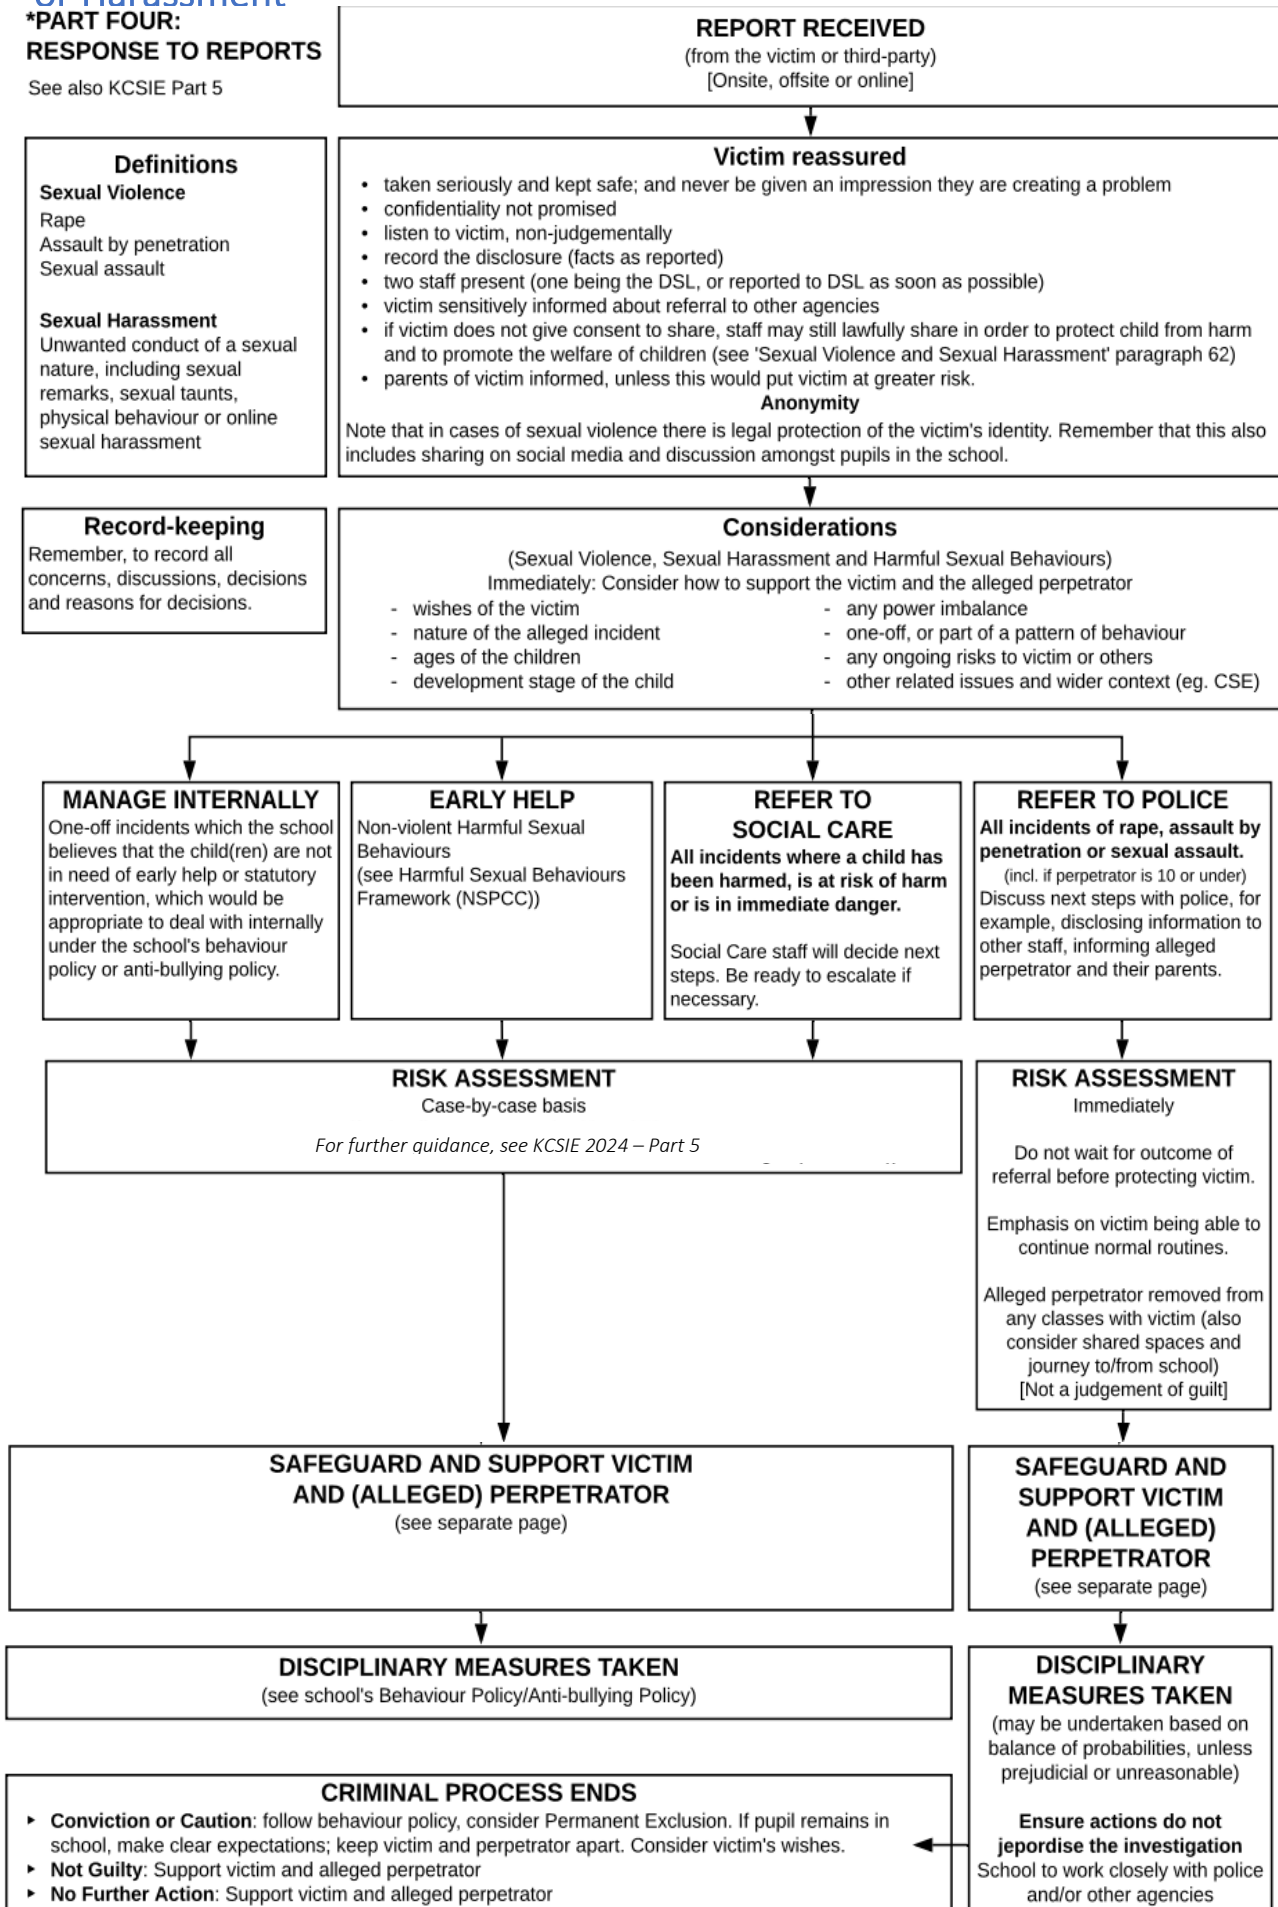 or Harassment
*PART FOUR:
RESPONSE TO REPORTS
See also KCSIE Part 5
REPORT RECEIVED
(from the victim or third-party)
[Onsite, offsite or online]
Definitions
Sexual Violence
Rape
Assault by penetration
Sexual assault
Sexual Harassment
Unwanted conduct of a sexual
nature, including sexual
remarks, sexual taunts,
physical behaviour or online
sexual harassment
Victim reassured
• taken seriously and kept safe; and never be given an impression they are creating a problem
• confidentiality not promised
• listen to victim, non-judgementally
• record the disclosure (facts as reported)
• two staff present (one being the DSL, or reported to DSL as soon as possible)
• victim sensitively informed about referral to other agencies
• if victim does not give consent to share, staff may still lawfully share in order to protect child from harm
and to promote the welfare of children (see 'Sexual Violence and Sexual Harassment' paragraph 62)
• parents of victim informed, unless this would put victim at greater risk.
Anonymity
Note that in cases of sexual violence there is legal protection of the victim's identity. Remember that this also
includes sharing on social media and discussion amongst pupils in the school.
Record-keeping
Remember, to record all
concerns, discussions, decisions
and reasons for decisions.
Considerations
(Sexual Violence, Sexual Harassment and Harmful Sexual Behaviours)
Immediately: Consider how to support the victim and the alleged perpetrator
- wishes of the victim
- nature of the alleged incident
- ages of the children
- development stage of the child
- any power imbalance
- one-off, or part of a pattern of behaviour
- any ongoing risks to victim or others
- other related issues and wider context (eg. CSE)
MANAGE INTERNALLY
One-off incidents which the school
believes that the child(ren) are not
in need of early help or statutory
intervention, which would be
appropriate to deal with internally
under the school's behaviour
policy or anti-bullying policy.
EARLY HELP
Non-violent Harmful Sexual
Behaviours
(see Harmful Sexual Behaviours
Framework (NSPCC))
REFER TO
SOCIAL CARE
All incidents where a child has
been harmed, is at risk of harm
or is in immediate danger.
Social Care staff will decide next
steps. Be ready to escalate if
necessary.
REFER TO POLICE
All incidents of rape, assault by
penetration or sexual assault.
(incl. if perpetrator is 10 or under)
Discuss next steps with police, for
example, disclosing information to
other staff, informing alleged
perpetrator and their parents.
RISK ASSESSMENT
Case-by-case basis
For further guidance, see KCSIE 2024 – Part 5
RISK ASSESSMENT
Immediately
Do not wait for outcome of
referral before protecting victim.
Emphasis on victim being able to
continue normal routines.
Alleged perpetrator removed from
any classes with victim (also
consider shared spaces and
journey to/from school)
[Not a judgement of guilt]
SAFEGUARD AND SUPPORT VICTIM
AND (ALLEGED) PERPETRATOR
(see separate page)
SAFEGUARD AND
SUPPORT VICTIM
AND (ALLEGED)
PERPETRATOR
(see separate page)
DISCIPLINARY MEASURES TAKEN
(see school's Behaviour Policy/Anti-bullying Policy)
DISCIPLINARY
MEASURES TAKEN
(may be undertaken based on
balance of probabilities, unless
prejudicial or unreasonable)
Ensure actions do not
jepordise the investigation
School to work closely with police
and/or other agencies
CRIMINAL PROCESS ENDS
▸ Conviction or Caution: follow behaviour policy, consider Permanent Exclusion. If pupil remains in
school, make clear expectations; keep victim and perpetrator apart. Consider victim's wishes.
▸ Not Guilty: Support victim and alleged perpetrator
▸ No Further Action: Support victim and alleged perpetrator